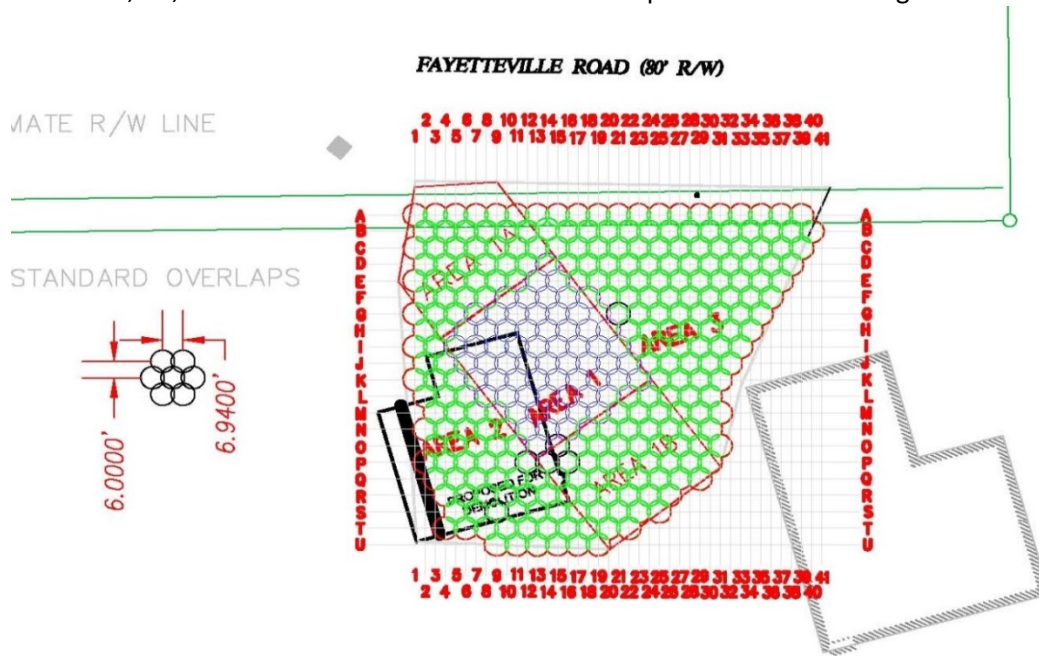 FAYETTEVILLE ROAD (80' R/W)
MATE R/W LINE
2 4 6 8 10 12 14 16 18 20 22 24 26 28 30 32 34 36 38 40
1 3 5 7 9 11 13 15 17 19 21 23 25 27 29 31 33 35 37 39 41
A A
B B
C C
D D
E E
F F
G G
H H
I I
J J
K K
L L
M M
N N
O O
P P
Q Q
R R
S S
T T
U U
STANDARD OVERLAPS
6.0000'
6.9400'
AREA 1A
AREA 3
AREA 1
AREA 2
AREA 1B
PROPOSED FOR
DEMOLITION
1 3 5 7 9 11 13 15 17 19 21 23 25 27 29 31 33 35 37 39 41
2 4 6 8 10 12 14 16 18 20 22 24 26 28 30 32 34 36 38 40